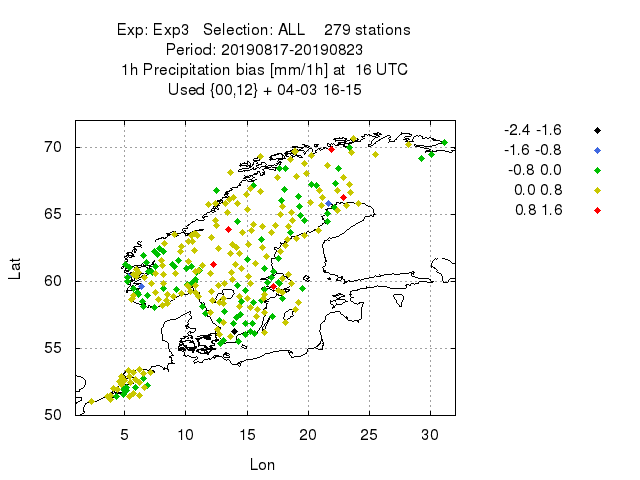 Exp: Exp3   Selection: ALL    279 stations
Period: 20190817-20190823
1h Precipitation bias [mm/1h] at  16 UTC
Used {00,12} + 04-03 16-15
-2.4 -1.6
-1.6 -0.8
-0.8 0.0
0.0 0.8
0.8 1.6
70
65
60
55
50
Lat
5 10 15 20 25 30
Lon